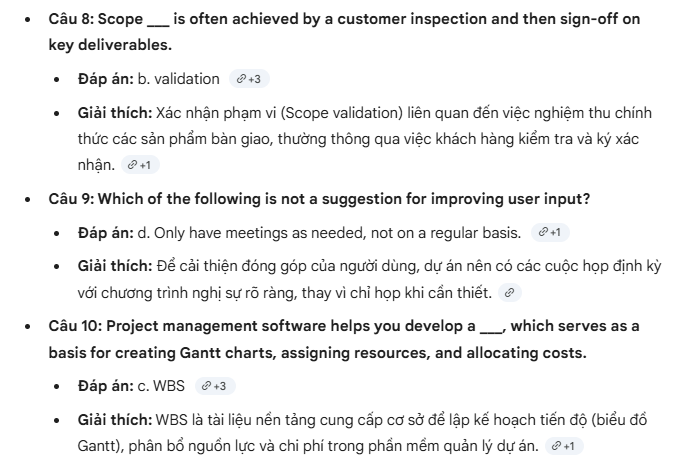 • Câu 8: Scope ___ is often achieved by a customer inspection and then sign-off on
key deliverables.
• Đáp án: b. validation +3
• Giải thích: Xác nhận phạm vi (Scope validation) liên quan đến việc nghiệm thu chính
thức các sản phẩm bàn giao, thường thông qua việc khách hàng kiểm tra và ký xác
nhận. +1
• Câu 9: Which of the following is not a suggestion for improving user input?
• Đáp án: d. Only have meetings as needed, not on a regular basis. +1
• Giải thích: Để cải thiện đóng góp của người dùng, dự án nên có các cuộc họp định kỳ
với chương trình nghị sự rõ ràng, thay vì chỉ họp khi cần thiết.
• Câu 10: Project management software helps you develop a ___, which serves as a
basis for creating Gantt charts, assigning resources, and allocating costs.
• Đáp án: c. WBS +3
• Giải thích: WBS là tài liệu nền tảng cung cấp cơ sở để lập kế hoạch tiến độ (biểu đồ
Gantt), phân bổ nguồn lực và chi phí trong phần mềm quản lý dự án. +1